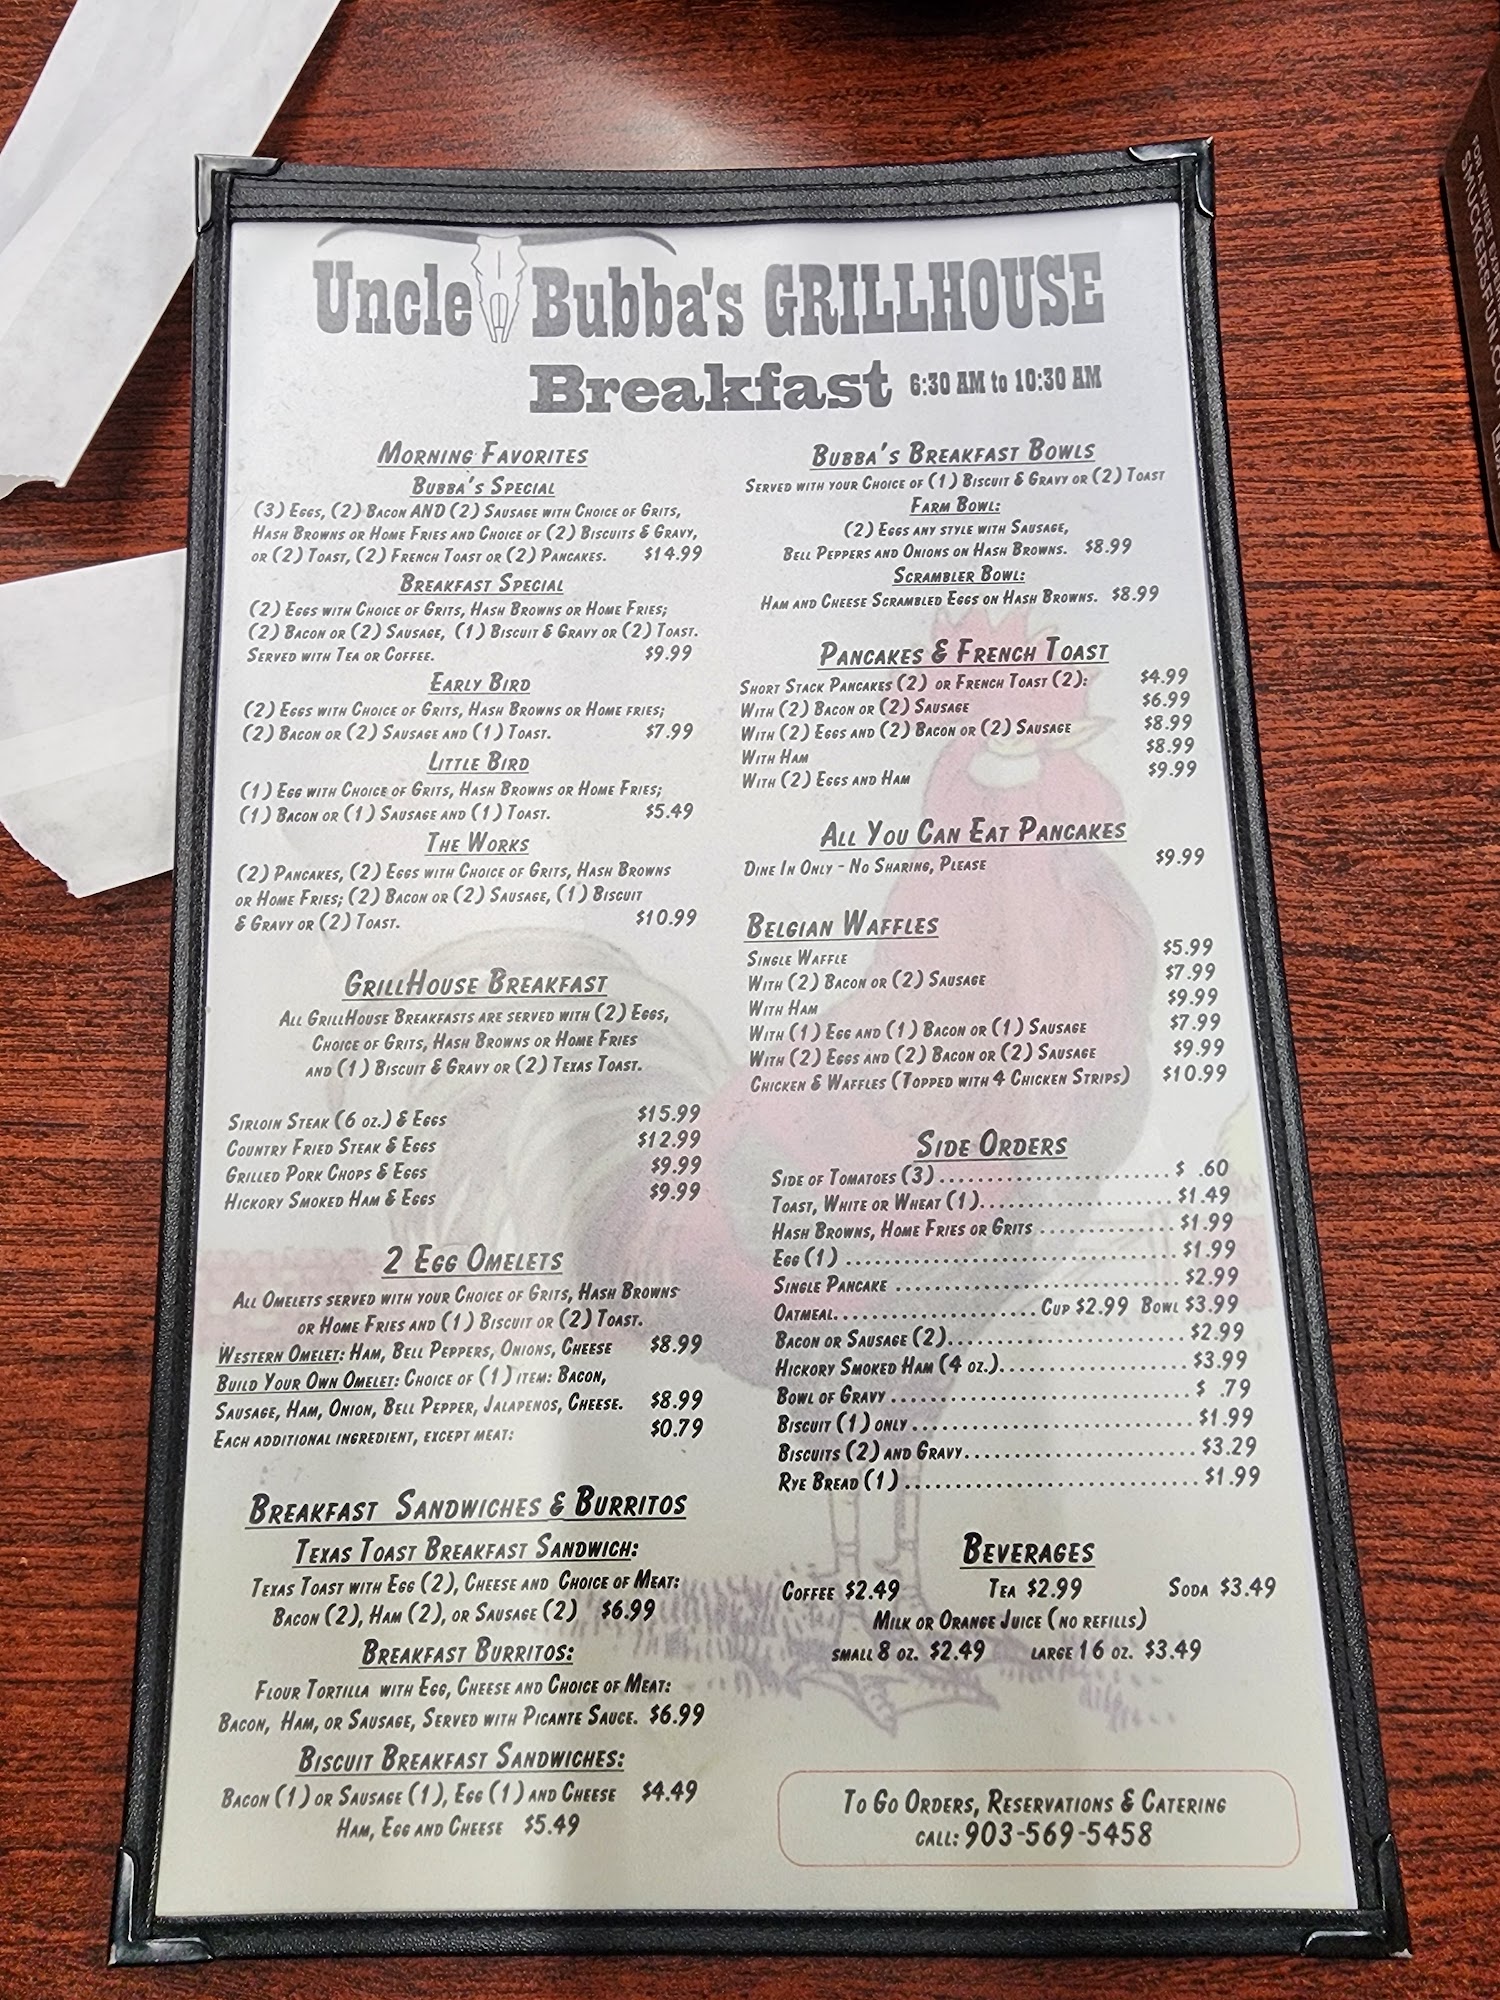 Uncle Bubba's GRILLHOUSE
Breakfast 6:30 AM to 10:30 AM
Morning Favorites
Bubba's Special
(3) Eggs, (2) Bacon AND (2) Sausage with Choice of Grits,
Hash Browns or Home Fries and Choice of (2) Biscuits & Gravy,
or (2) Toast, (2) French Toast or (2) Pancakes. $14.99
Breakfast Special
(2) Eggs with Choice of Grits, Hash Browns or Home Fries;
(2) Bacon or (2) Sausage, (1) Biscuit & Gravy or (2) Toast.
Served with Tea or Coffee. $9.99
Early Bird
(2) Eggs with Choice of Grits, Hash Browns or Home fries;
(2) Bacon or (2) Sausage and (1) Toast. $7.99
Little Bird
(1) Egg with Choice of Grits, Hash Browns or Home Fries;
(1) Bacon or (1) Sausage and (1) Toast. $5.49
The Works
(2) Pancakes, (2) Eggs with Choice of Grits, Hash Browns
or Home Fries; (2) Bacon or (2) Sausage, (1) Biscuit
& Gravy or (2) Toast. $10.99
GrillHouse Breakfast
All GrillHouse Breakfasts are served with (2) Eggs,
Choice of Grits, Hash Browns or Home Fries
and (1) Biscuit & Gravy or (2) Texas Toast.
Sirloin Steak (6 oz.) & Eggs $15.99
Country Fried Steak & Eggs $12.99
Grilled Pork Chops & Eggs $9.99
Hickory Smoked Ham & Eggs $9.99
2 Egg Omelets
All Omelets served with your Choice of Grits, Hash Browns
or Home Fries and (1) Biscuit or (2) Toast.
Western Omelet: Ham, Bell Peppers, Onions, Cheese $8.99
Build Your Own Omelet: Choice of (1) item: Bacon,
Sausage, Ham, Onion, Bell Pepper, Jalapenos, Cheese. $8.99
Each additional ingredient, except meat: $0.79
Breakfast Sandwiches & Burritos
Texas Toast Breakfast Sandwich:
Texas Toast with Egg (2), Cheese and Choice of Meat:
Bacon (2), Ham (2), or Sausage (2) $6.99
Breakfast Burritos:
Flour Tortilla with Egg, Cheese and Choice of Meat:
Bacon, Ham, or Sausage, Served with Picante Sauce. $6.99
Biscuit Breakfast Sandwiches:
Bacon (1) or Sausage (1), Egg (1) and Cheese $4.49
Ham, Egg and Cheese $5.49
Bubba's Breakfast Bowls
Served with your Choice of (1) Biscuit & Gravy or (2) Toast
Farm Bowl:
(2) Eggs any style with Sausage,
Bell Peppers and Onions on Hash Browns. $8.99
Scrambler Bowl:
Ham and Cheese Scrambled Eggs on Hash Browns. $8.99
Pancakes & French Toast
Short Stack Pancakes (2) or French Toast (2): $4.99
With (2) Bacon or (2) Sausage $6.99
With (2) Eggs and (2) Bacon or (2) Sausage $8.99
With Ham $8.99
With (2) Eggs and Ham $9.99
All You Can Eat Pancakes
Dine In Only - No Sharing, Please $9.99
Belgian Waffles
Single Waffle $5.99
With (2) Bacon or (2) Sausage $7.99
With Ham $9.99
With (1) Egg and (1) Bacon or (1) Sausage $7.99
With (2) Eggs and (2) Bacon or (2) Sausage $9.99
Chicken & Waffles (Topped with 4 Chicken Strips) $10.99
Side Orders
Side of Tomatoes (3) $ .60
Toast, White or Wheat (1) $1.49
Hash Browns, Home Fries or Grits $1.99
Egg (1) $1.99
Single Pancake $2.99
Oatmeal Cup $2.99 Bowl $3.99
Bacon or Sausage (2) $2.99
Hickory Smoked Ham (4 oz.) $3.99
Bowl of Gravy $ .79
Biscuit (1) only $1.99
Biscuits (2) and Gravy $3.29
Rye Bread (1) $1.99
Beverages
Coffee $2.49 Tea $2.99 Soda $3.49
Milk or Orange Juice (no refills)
small 8 oz. $2.49 large 16 oz. $3.49
To Go Orders, Reservations & Catering
call: 903-569-5458